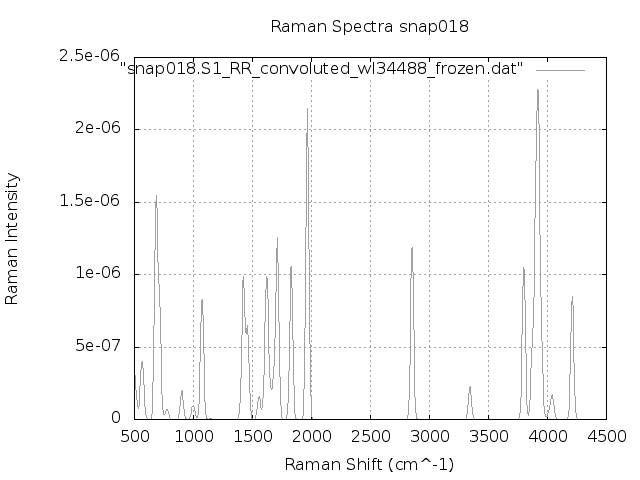 Raman Spectra snap018
"snap018.S1_RR_convoluted_wl34488_frozen.dat"
2.5e-06
2e-06
1.5e-06
1e-06
5e-07
0
Raman Intensity
500 1000 1500 2000 2500 3000 3500 4000 4500
Raman Shift (cm^-1)